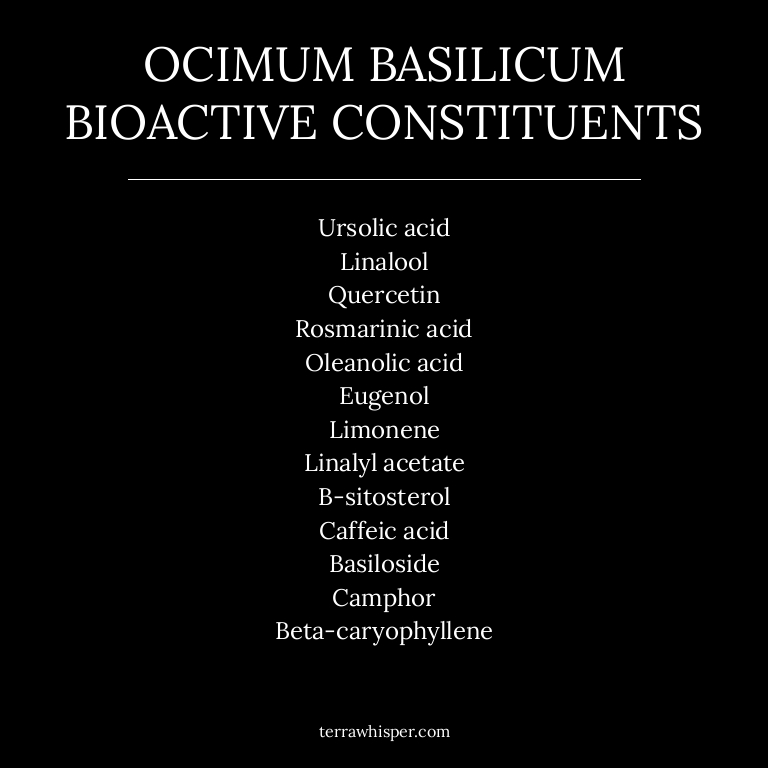 OCIMUM BASILICUM
BIOACTIVE CONSTITUENTS
Ursolic acid
Linalool
Quercetin
Rosmarinic acid
Oleanolic acid
Eugenol
Limonene
Linalyl acetate
B-sitosterol
Caffeic acid
Basiloside
Camphor
Beta-caryophyllene
terrawhisper.com